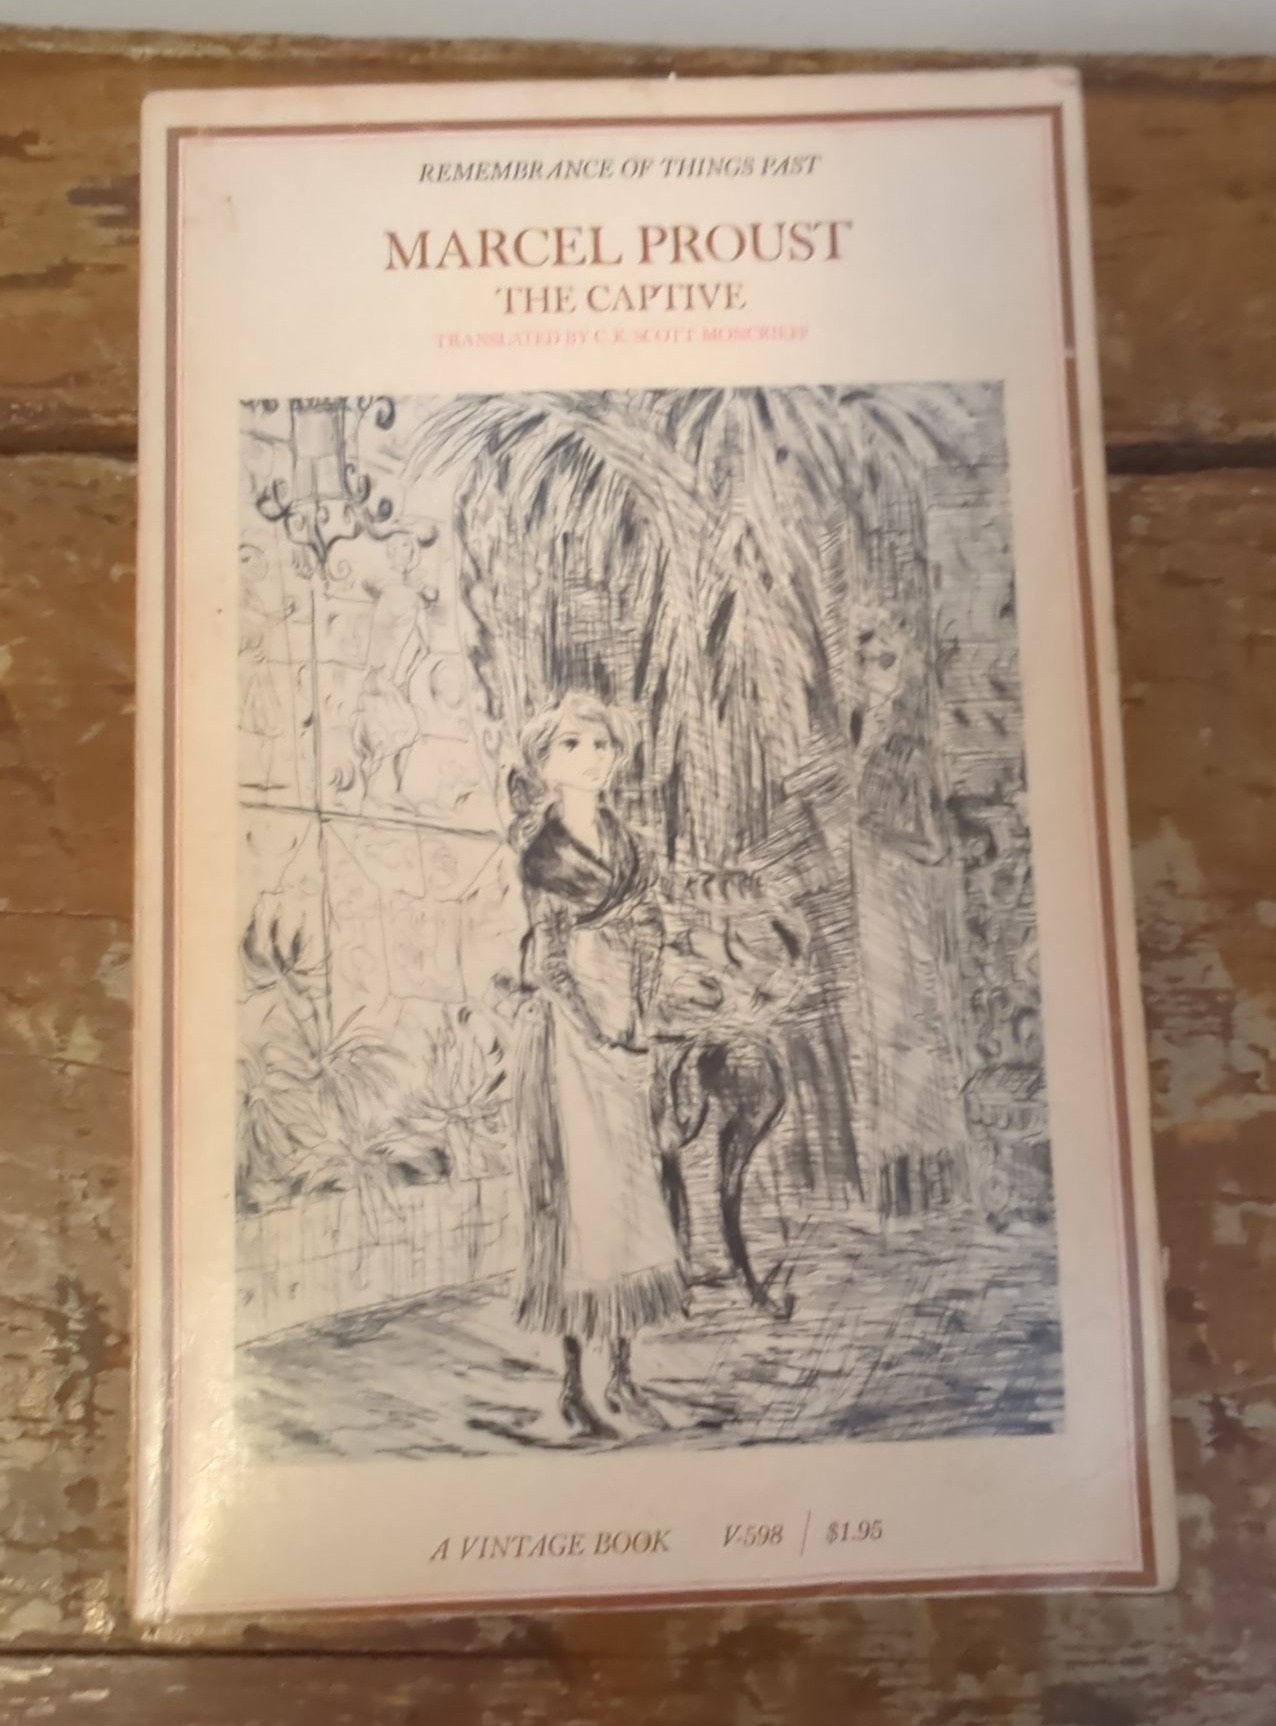 REMEMBRANCE OF THINGS PAST
MARCEL PROUST
THE CAPTIVE
TRANSLATED BY C. K. SCOTT MONCRIEFF
A VINTAGE BOOK V-598 | $1.95